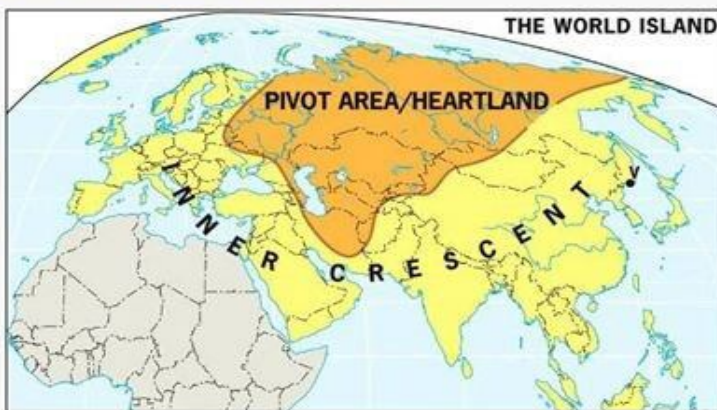 THE WORLD ISLAND
PIVOT AREA/HEARTLAND
INNER CRESCENT
V